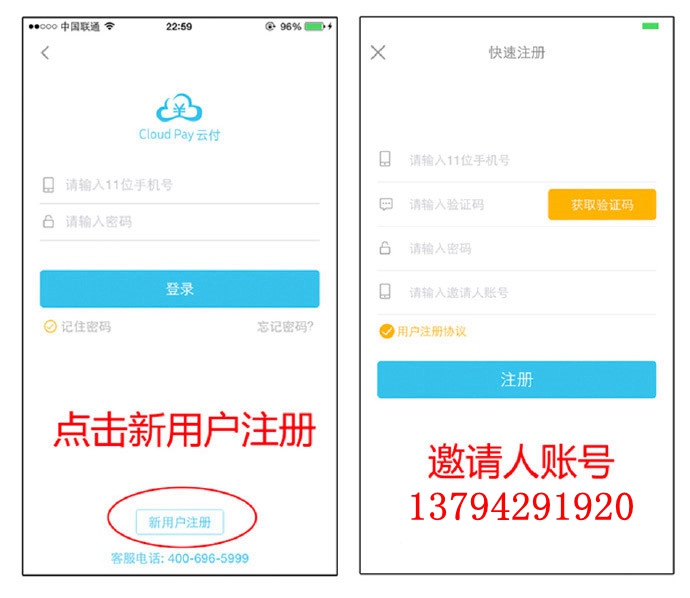 中国联通 22:59 96%
Cloud Pay 云付
请输入11位手机号
请输入密码
登录
记住密码 忘记密码?
点击新用户注册
新用户注册
客服电话: 400-696-5999
快速注册
请输入11位手机号
请输入验证码 获取验证码
请输入密码
请输入邀请人账号
用户注册协议
注册
邀请人账号
13794291920